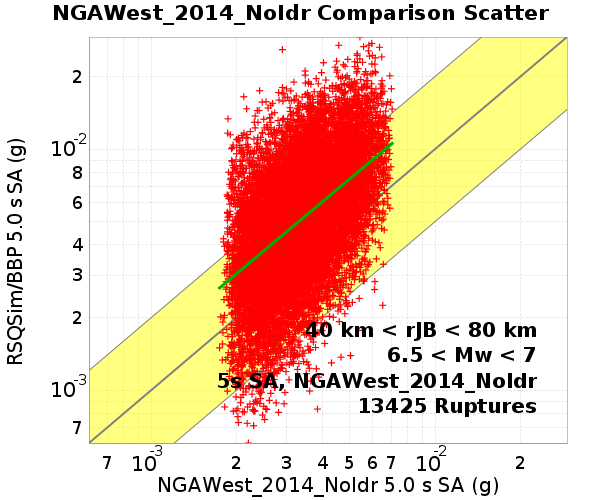 NGAWest_2014_NoIdr Comparison Scatter
RSQSim/BBP 5.0 s SA (g)
2
10-2
8
6
4
3
2
10-3
7
40 km < rJB < 80 km
6.5 < Mw < 7
5s SA, NGAWest_2014_NoIdr
13425 Ruptures
7 10-3 2 3 4 5 6 7 10-2 2
NGAWest_2014_NoIdr 5.0 s SA (g)